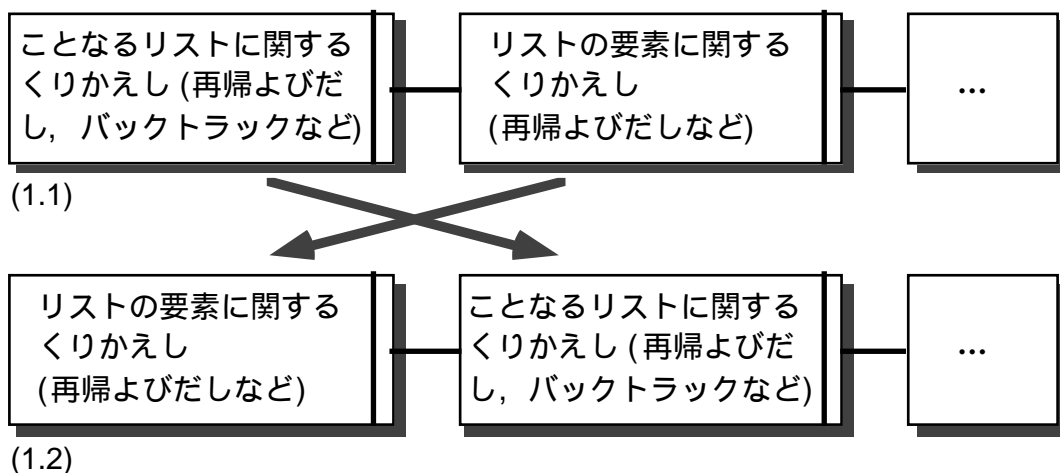 ことなるリストに関する
くりかえし (再帰よびだ
し, バックトラックなど)
リストの要素に関する
くりかえし
(再帰よびだしなど)
...
(1.1)
リストの要素に関する
くりかえし
(再帰よびだしなど)
ことなるリストに関する
くりかえし (再帰よびだ
し, バックトラックなど)
...
(1.2)